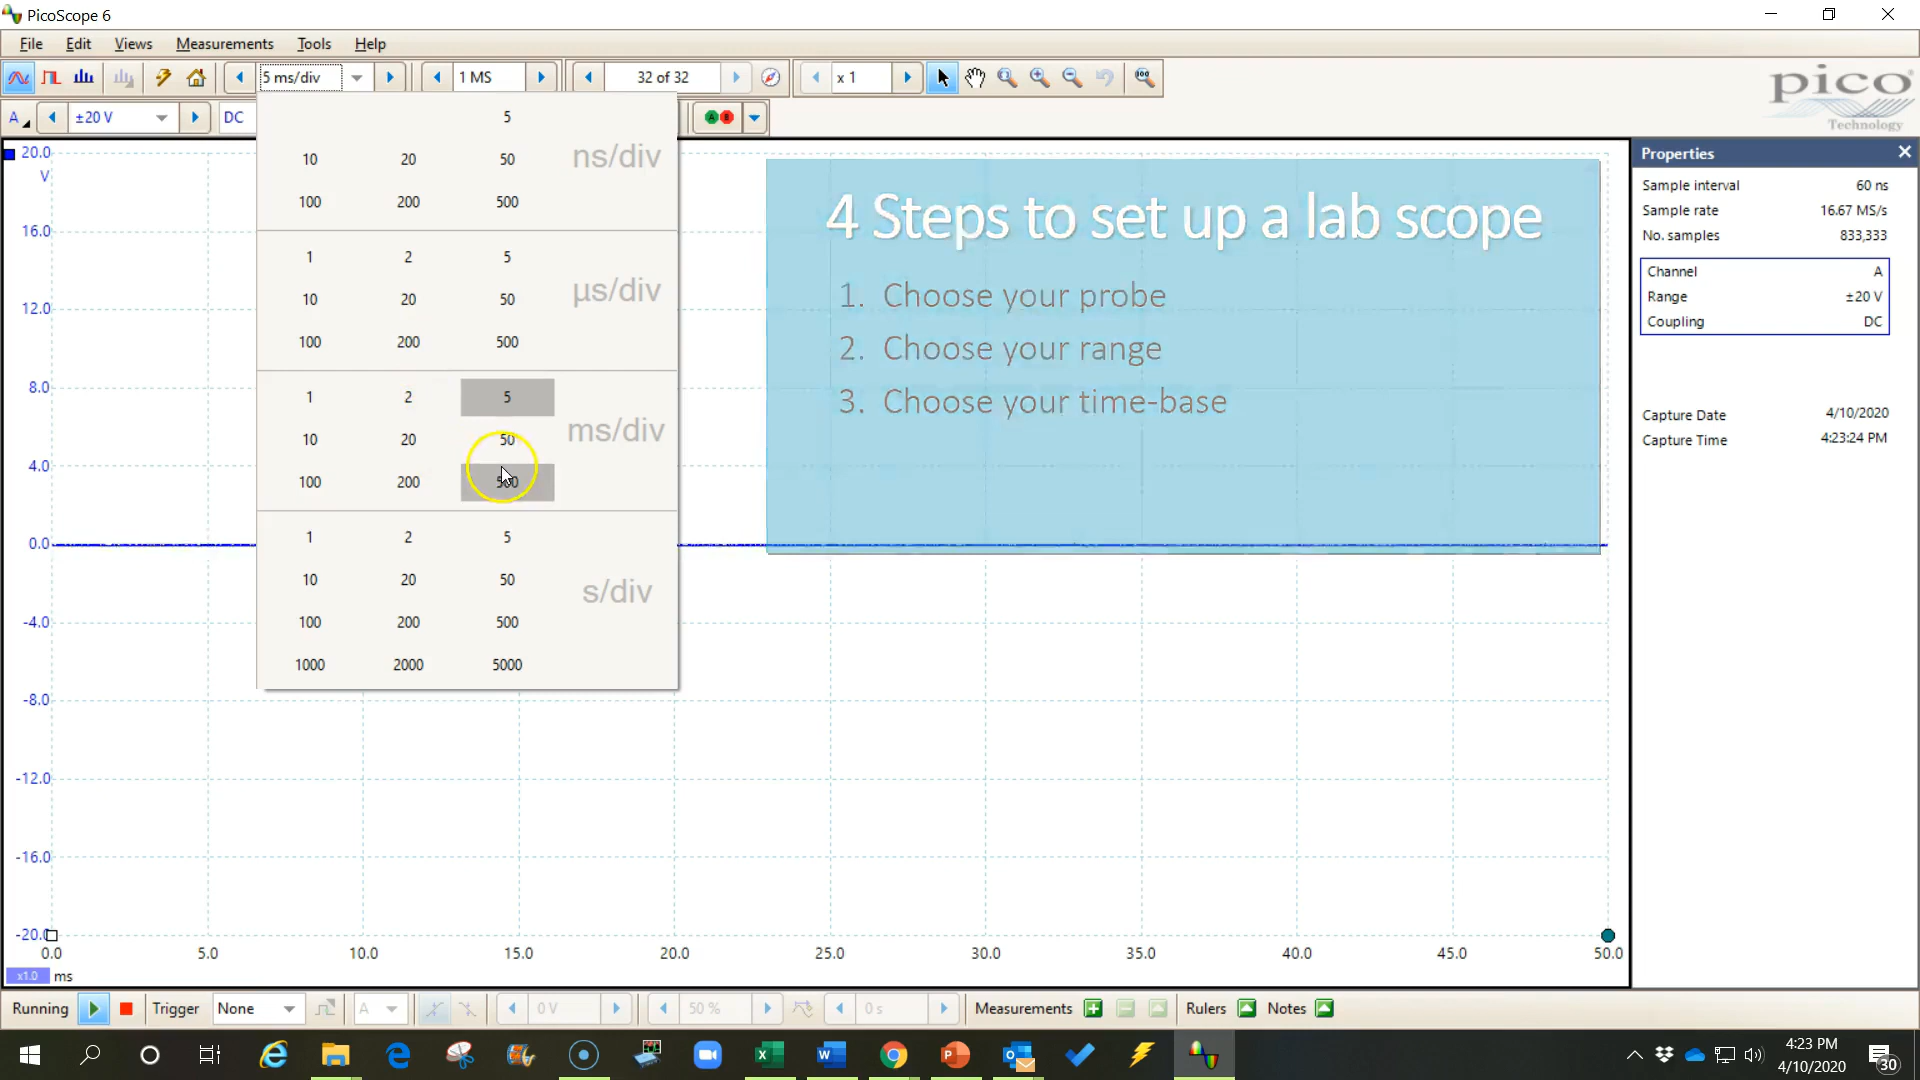 PicoScope 6
File Edit Views Measurements Tools Help
5 ms/div 1 MS 32 of 32 x 1
A ±20 V DC
pico
Technology
5
10 20 50 ns/div
100 200 500
1 2 5
10 20 50 µs/div
100 200 500
1 2 5
10 20 50 ms/div
100 200 500
1 2 5
10 20 50 s/div
100 200 500
1000 2000 5000
4 Steps to set up a lab scope
1. Choose your probe
2. Choose your range
3. Choose your time-base
20.0
V
16.0
12.0
8.0
4.0
0.0
-4.0
-8.0
-12.0
-16.0
-20.0
0.0 5.0 10.0 15.0 20.0 25.0 30.0 35.0 40.0 45.0 50.0
x1.0 ms
Properties
Sample interval 60 ns
Sample rate 16.67 MS/s
No. samples 833,333
Channel A
Range ±20 V
Coupling DC
Capture Date 4/10/2020
Capture Time 4:23:24 PM
Running Trigger None A 0 V 50 % 0 s Measurements Rulers Notes
4:23 PM
4/10/2020
30